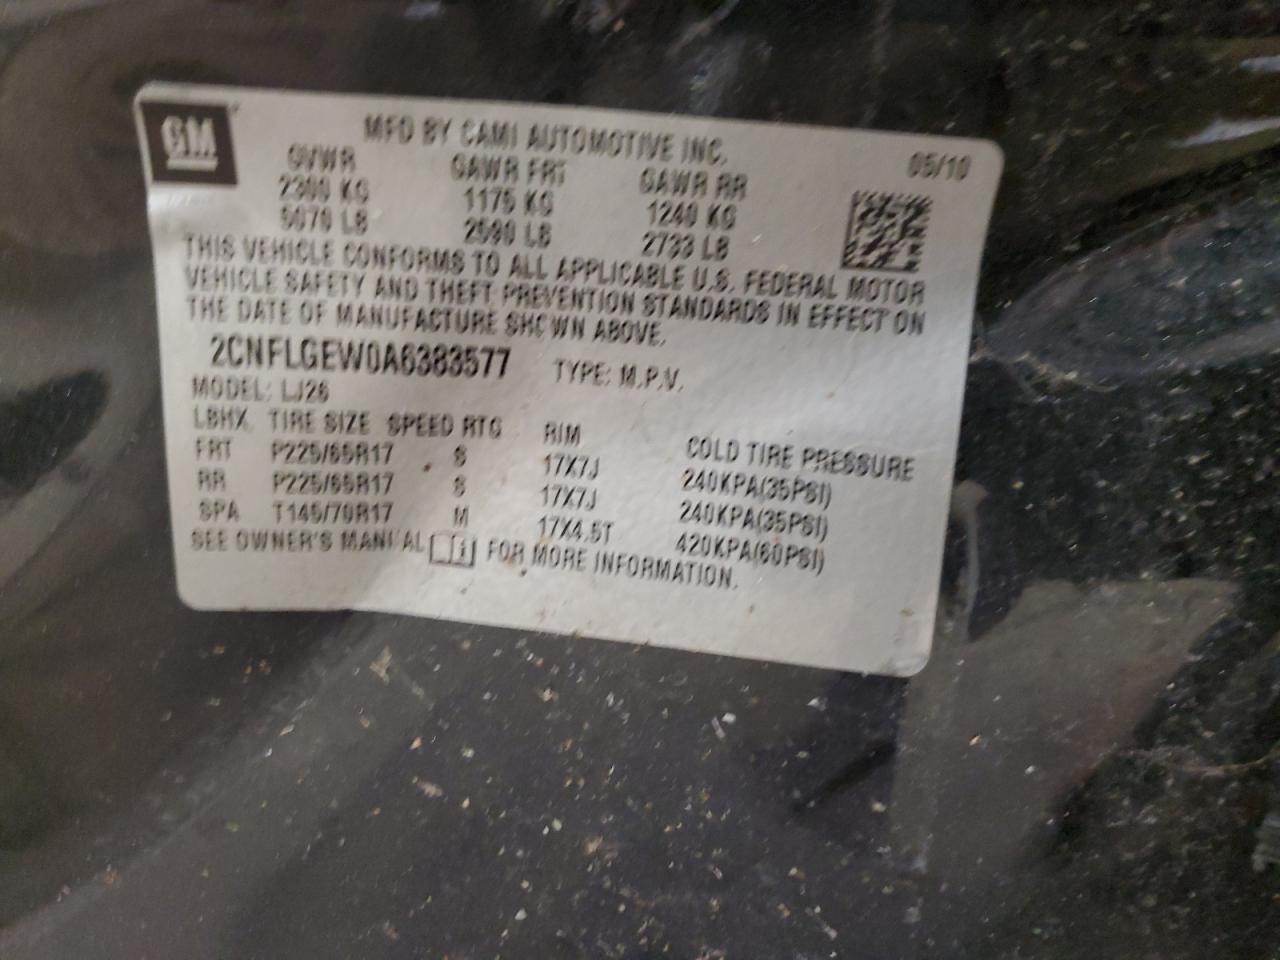 GM
MFD BY CAMI AUTOMOTIVE INC. 05/10
GVWR GAWR FRT GAWR RR
2300 KG 1175 KG 1240 KG
5070 LB 2590 LB 2733 LB
THIS VEHICLE CONFORMS TO ALL APPLICABLE U.S. FEDERAL MOTOR
VEHICLE SAFETY AND THEFT PREVENTION STANDARDS IN EFFECT ON
THE DATE OF MANUFACTURE SHOWN ABOVE.
2CNFLGEW0A6383577 TYPE: M.P.V.
MODEL: LJ26
LBHX TIRE SIZE SPEED RTG RIM COLD TIRE PRESSURE
FRT P225/65R17 S 17X7J 240KPA(35PSI)
RR P225/65R17 S 17X7J 240KPA(35PSI)
SPA T145/70R17 M 17X4.5T 420KPA(60PSI)
SEE OWNER'S MANUAL FOR MORE INFORMATION.